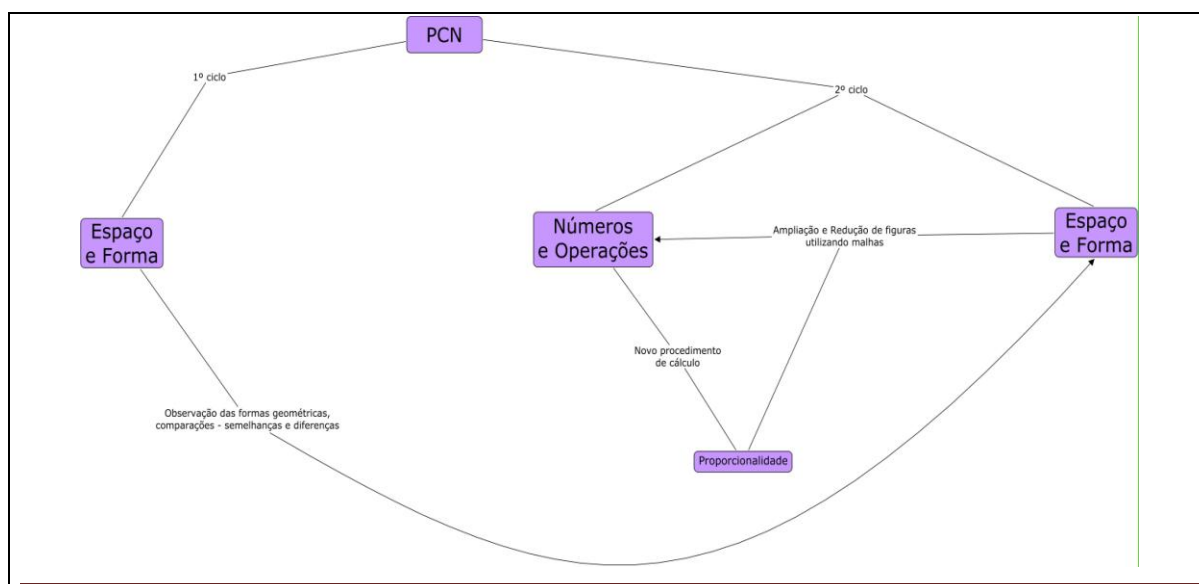 PCN
1º ciclo
2º ciclo
Espaço
e Forma
Números
e Operações
Ampliação e Redução de figuras
utilizando malhas
Espaço
e Forma
Novo procedimento
de cálculo
Observação das formas geométricas,
comparações - semelhanças e diferenças
Proporcionalidade